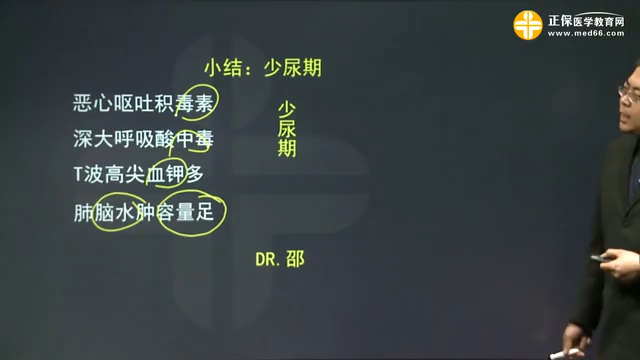 正保医学教育网
www.med66.com
小结：少尿期
恶心呕吐积毒素
深大呼吸酸中毒
T波高尖血钾多
肺脑水肿容量足
少尿期
DR.邵